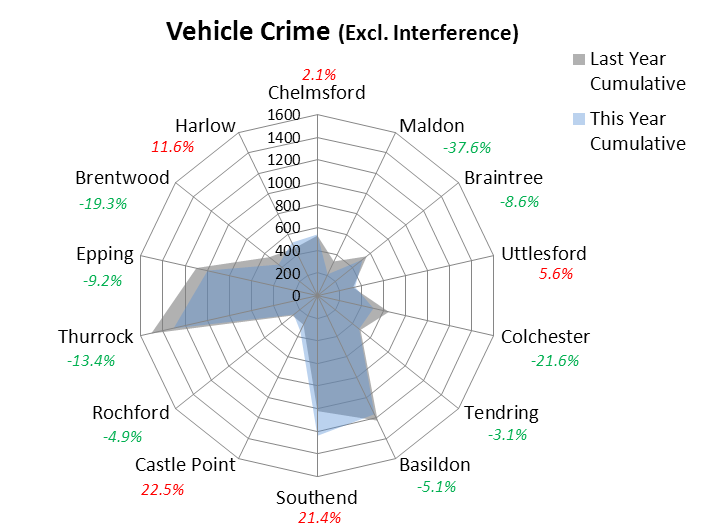 Vehicle Crime (Excl. Interference)
Last Year
Cumulative
This Year
Cumulative
2.1%
Chelmsford
Maldon
-37.6%
Braintree
-8.6%
Uttlesford
5.6%
Colchester
-21.6%
Tendring
-3.1%
Basildon
-5.1%
Southend
21.4%
Castle Point
22.5%
Rochford
-4.9%
Thurrock
-13.4%
Epping
-9.2%
Brentwood
-19.3%
Harlow
11.6%
1600
1400
1200
1000
800
600
400
200
0